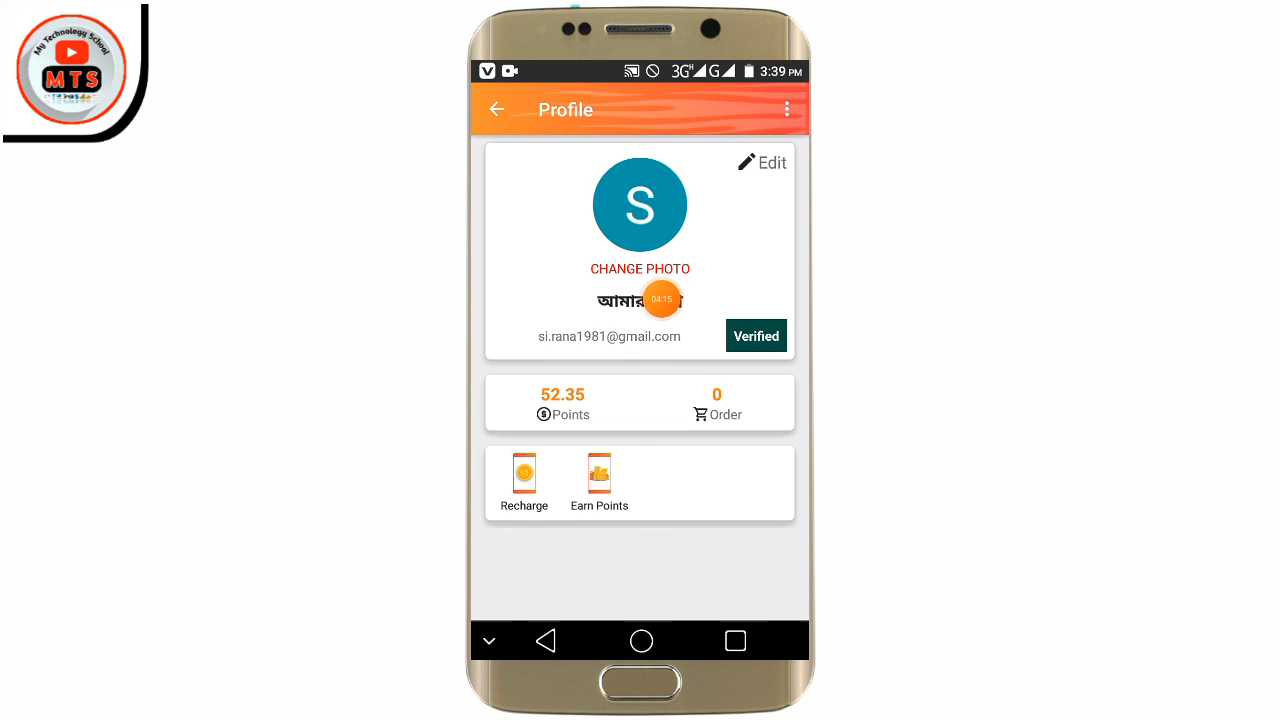 My Technology School
MTS
3G H G 3:39 PM
Profile
Edit
S
CHANGE PHOTO
04:15
si.rana1981@gmail.com
Verified
52.35
0
Points
Order
Recharge
Earn Points